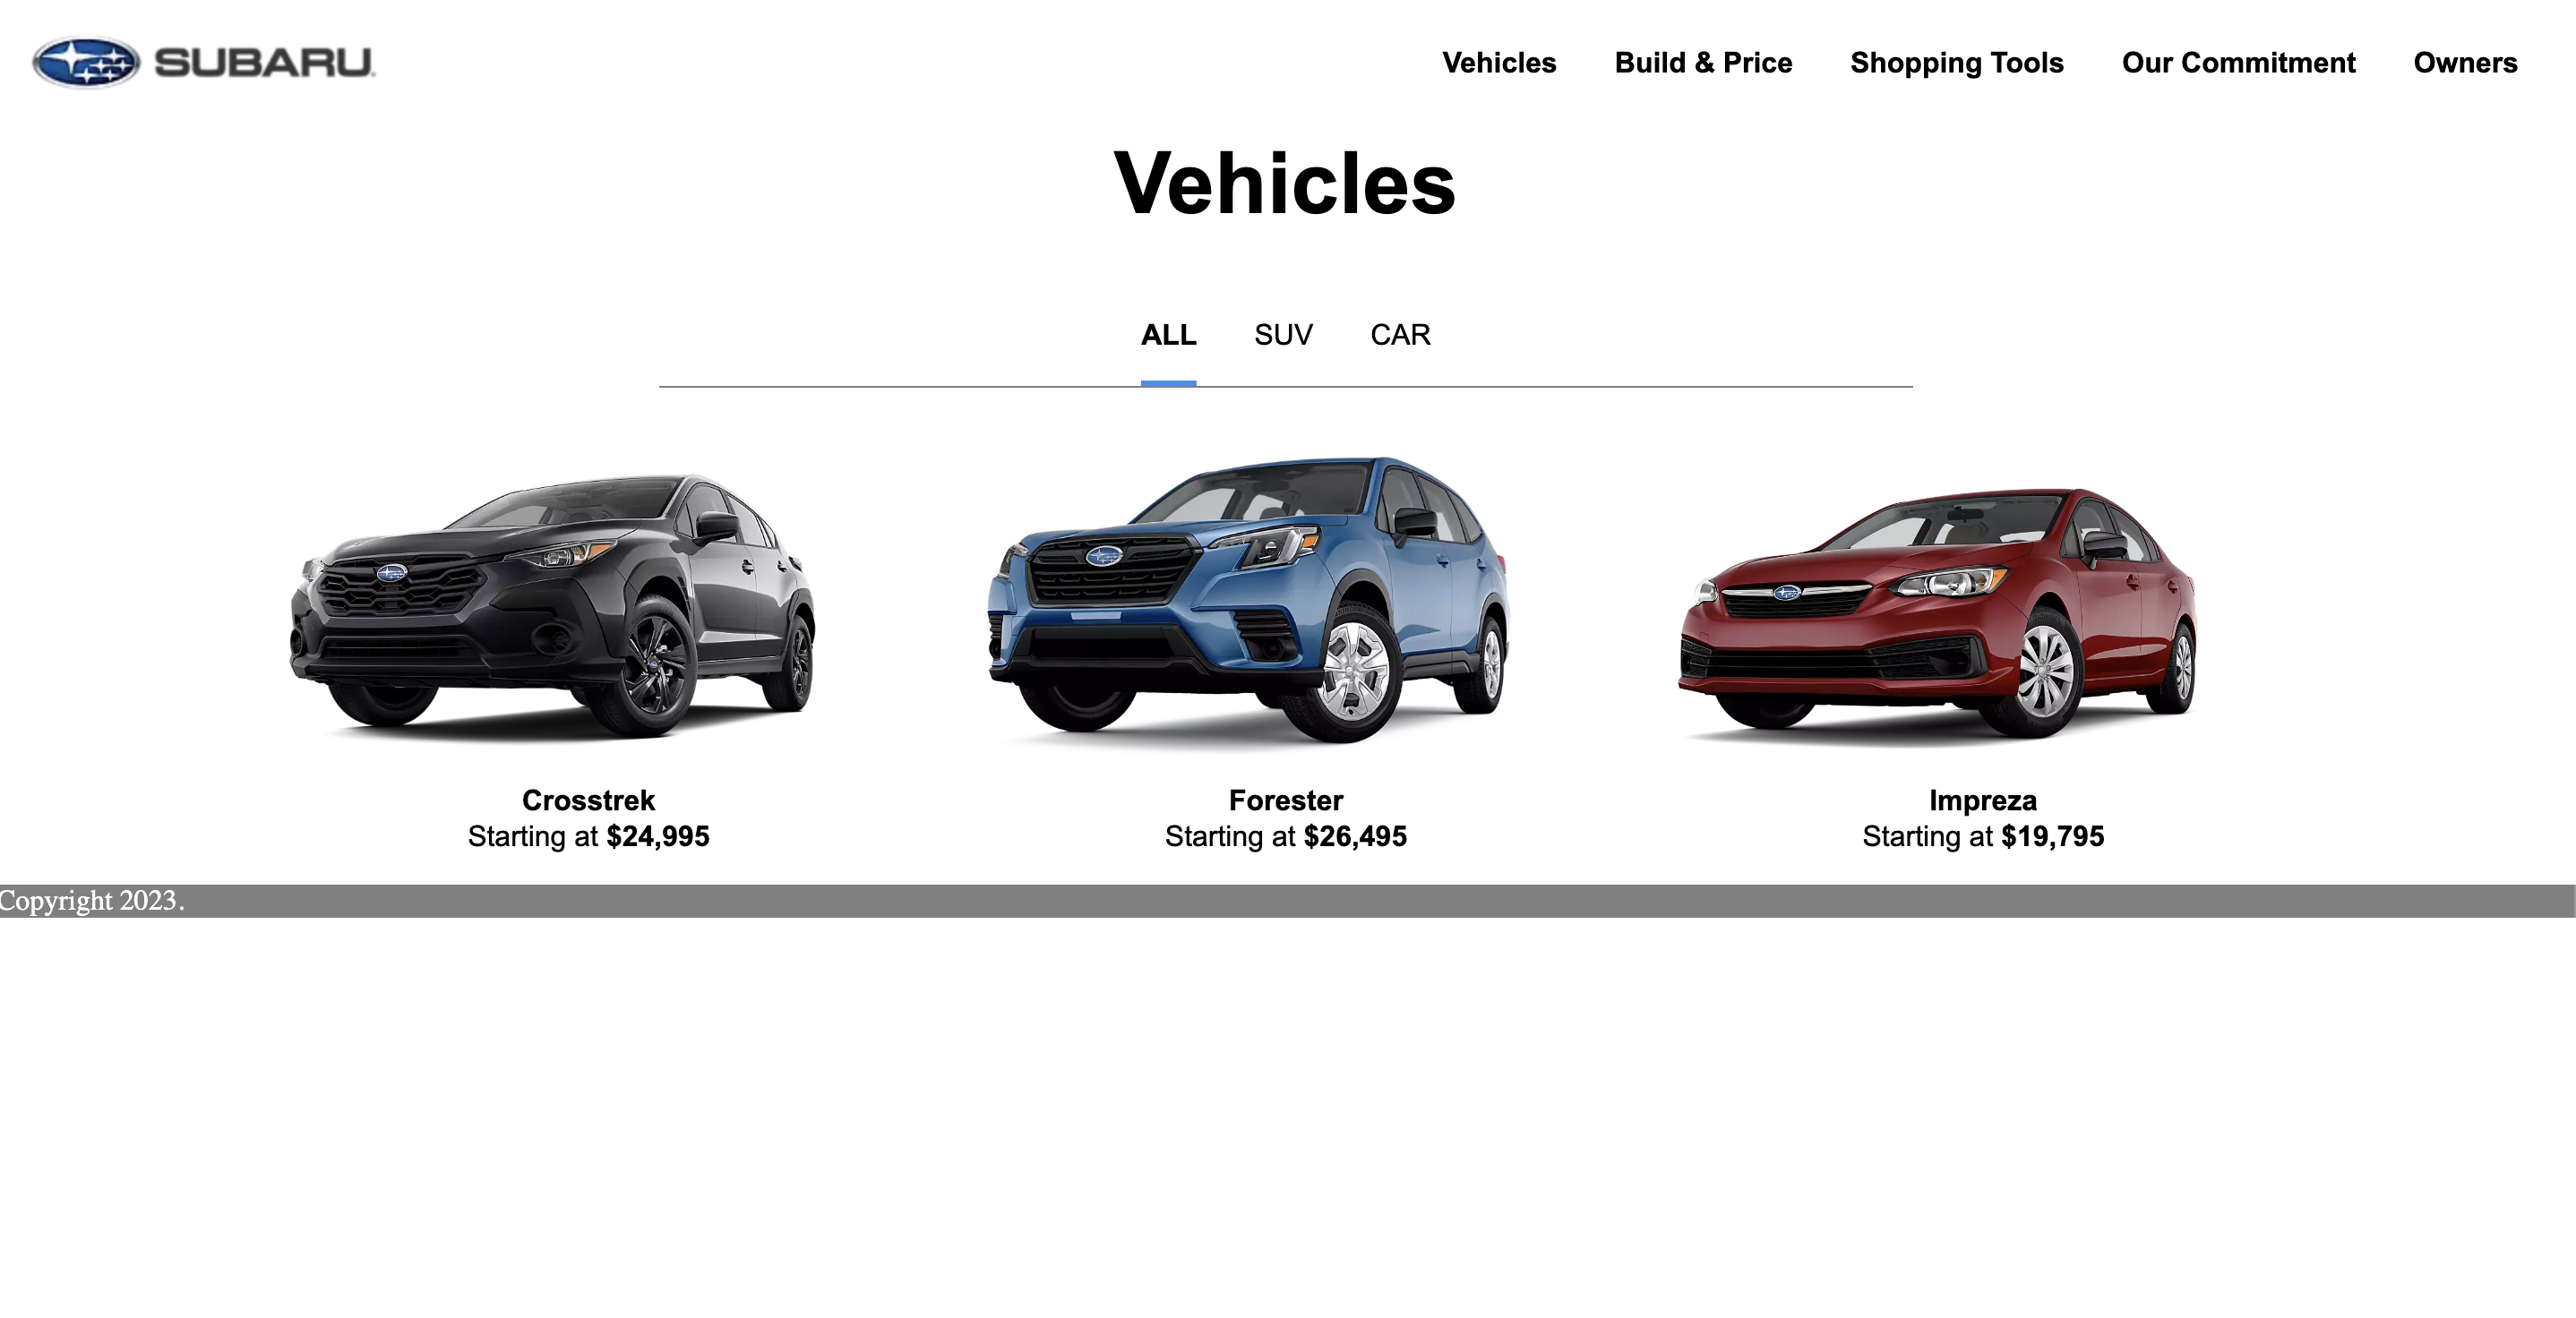 SUBARU
Vehicles Build & Price Shopping Tools Our Commitment Owners
Vehicles
ALL SUV CAR
Crosstrek
Starting at $24,995
Forester
Starting at $26,495
Impreza
Starting at $19,795
Copyright 2023.